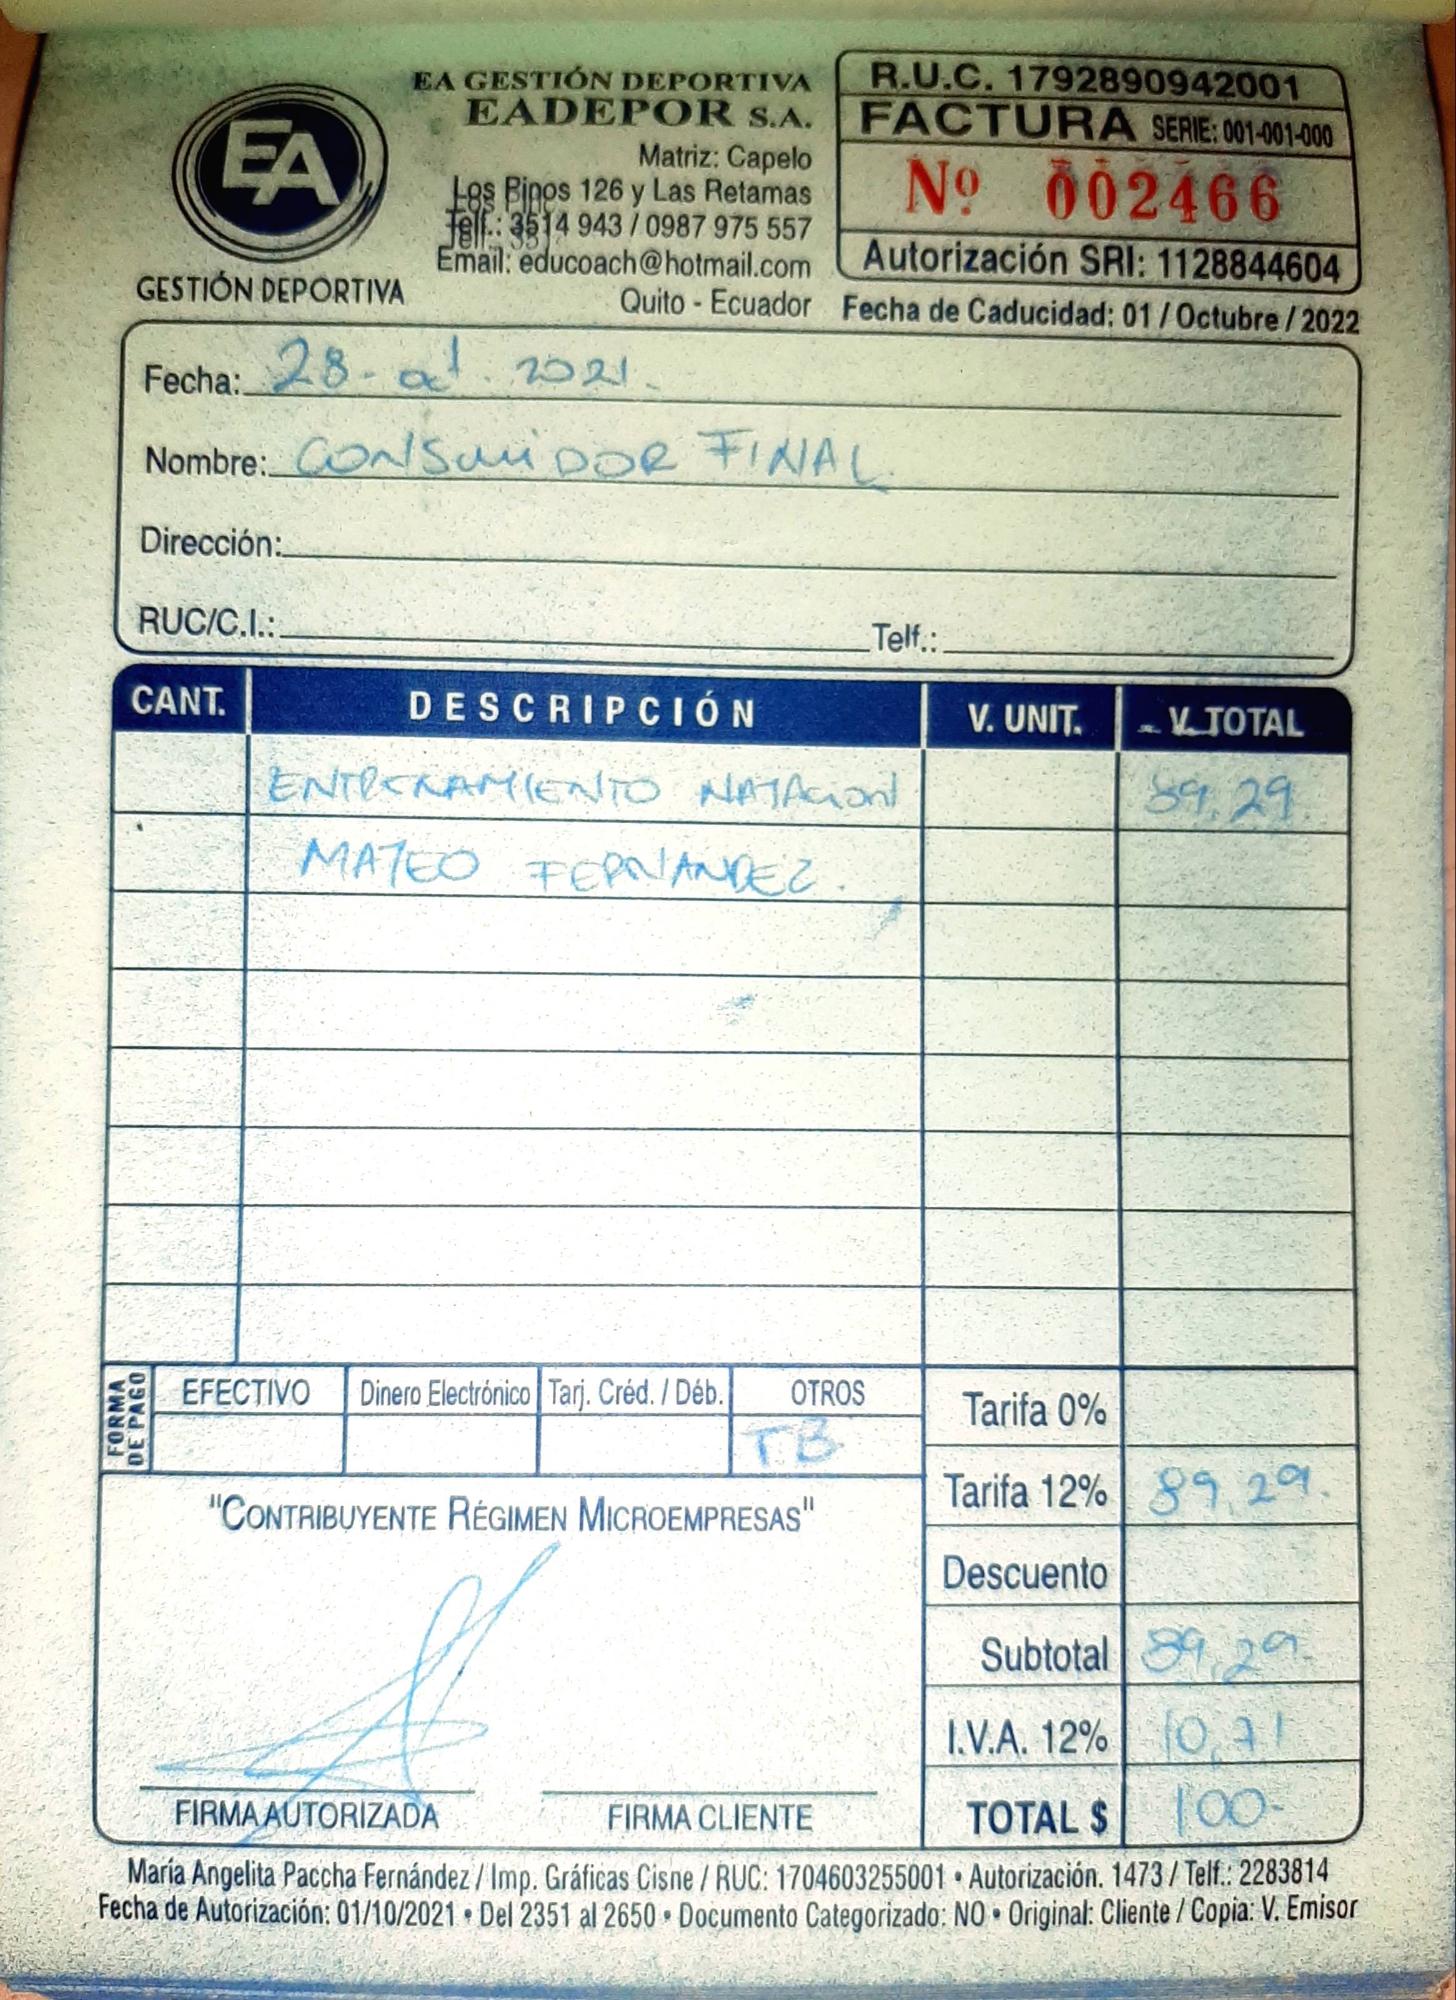 EA
GESTIÓN DEPORTIVA
EA GESTIÓN DEPORTIVA
EADEPOR S.A.
Matriz: Capelo
Los Pinos 126 y Las Retamas
Telf.: 3514 943 / 0987 975 557
Email: educoach@hotmail.com
Quito - Ecuador
R.U.C. 1792890942001
FACTURA SERIE: 001-001-000
Nº 002466
Autorización SRI: 1128844604
Fecha de Caducidad: 01 / Octubre / 2022
Fecha: 28 - oct. 2021.
Nombre: CONSUMIDOR FINAL
Dirección:
RUC/C.I.: Telf.:
CANT. DESCRIPCIÓN V. UNIT. V. TOTAL
ENTRENAMIENTO NATACION 89,29
MATEO FERNANDEZ.
FORMA DE PAGO
EFECTIVO Dinero Electrónico Tarj. Créd. / Déb. OTROS
TB
Tarifa 0%
Tarifa 12% 89,29.
Descuento
Subtotal 89,29.
I.V.A. 12% 10,71
TOTAL $ 100-
"CONTRIBUYENTE RÉGIMEN MICROEMPRESAS"
FIRMA AUTORIZADA FIRMA CLIENTE
María Angelita Paccha Fernández / Imp. Gráficas Cisne / RUC: 1704603255001 • Autorización. 1473 / Telf.: 2283814
Fecha de Autorización: 01/10/2021 • Del 2351 al 2650 • Documento Categorizado: NO • Original: Cliente / Copia: V. Emisor